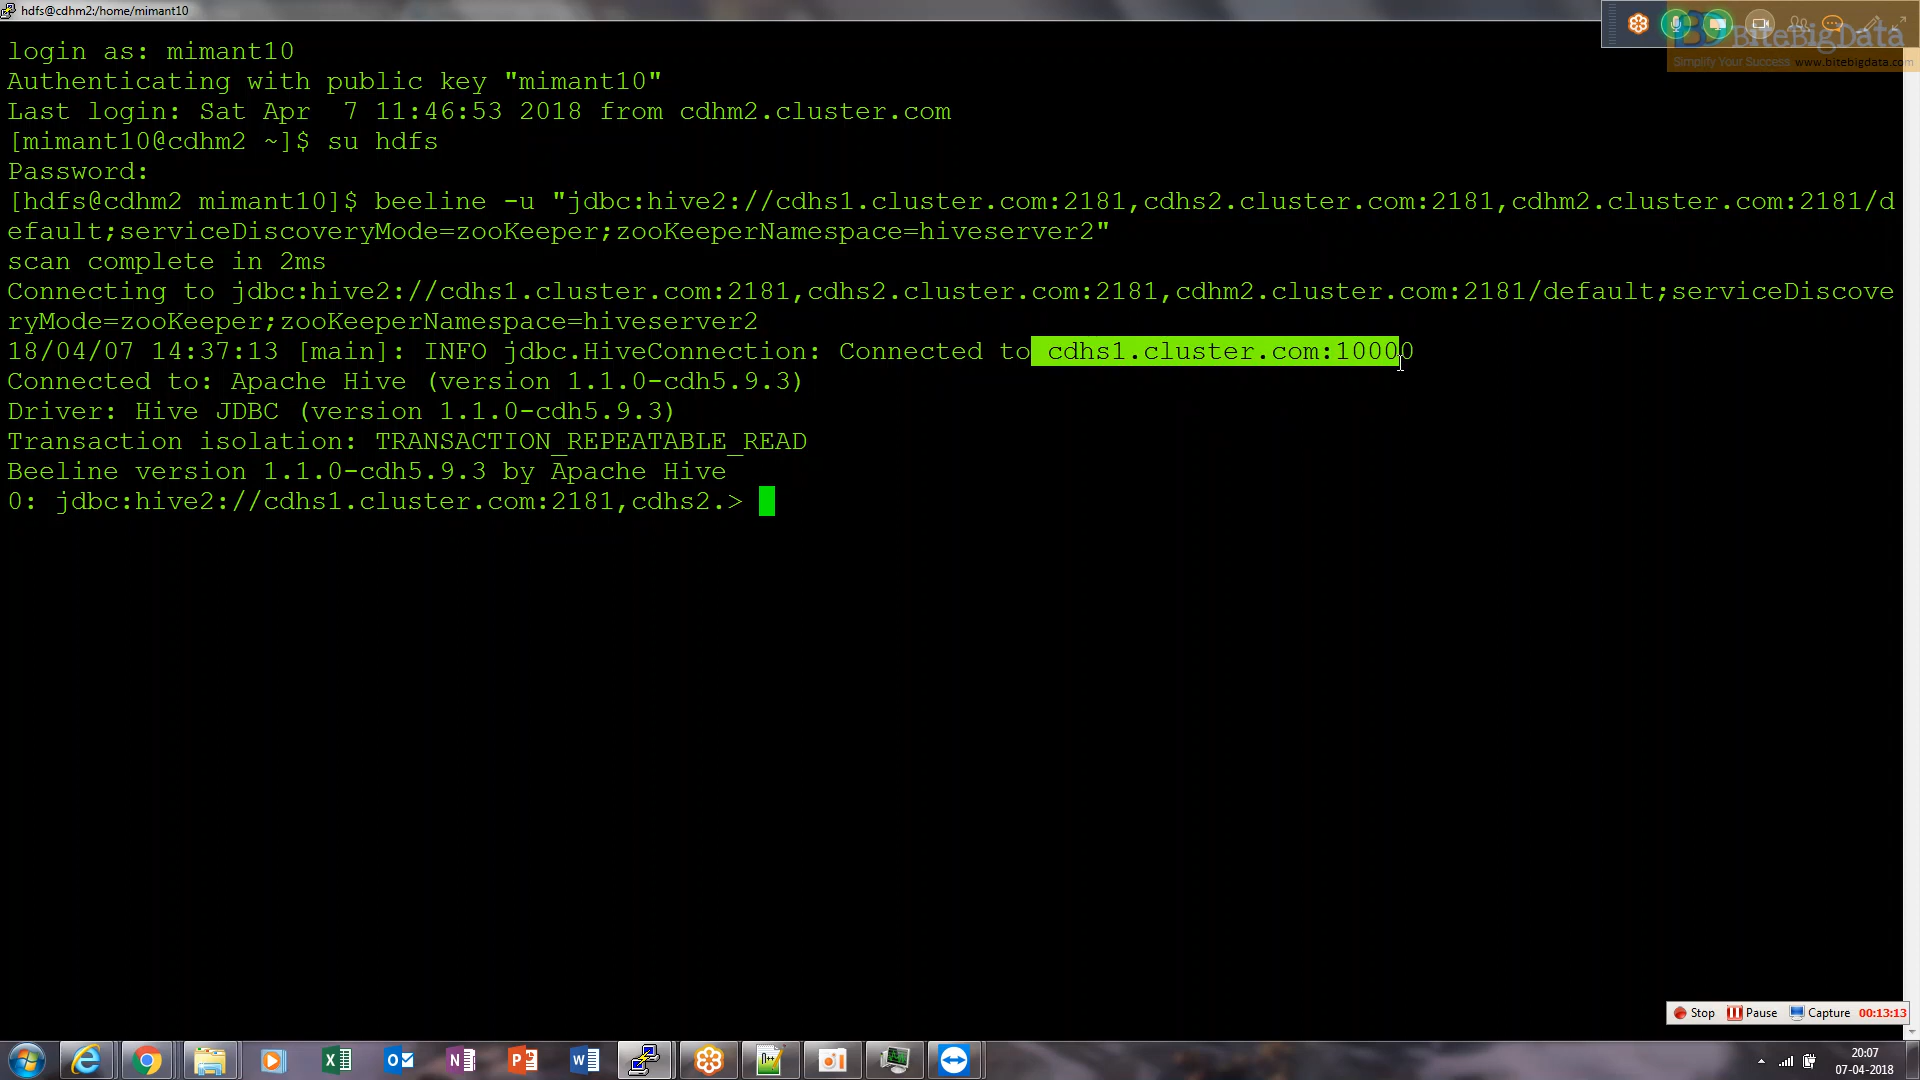 hdfs@cdhm2:/home/mimant10
BiteBigData
Simplify Your Success www.bitebigdata.com
login as: mimant10
Authenticating with public key "mimant10"
Last login: Sat Apr  7 11:46:53 2018 from cdhm2.cluster.com
[mimant10@cdhm2 ~]$ su hdfs
Password:
[hdfs@cdhm2 mimant10]$ beeline -u "jdbc:hive2://cdhs1.cluster.com:2181,cdhs2.cluster.com:2181,cdhm2.cluster.com:2181/d
efault;serviceDiscoveryMode=zooKeeper;zooKeeperNamespace=hiveserver2"
scan complete in 2ms
Connecting to jdbc:hive2://cdhs1.cluster.com:2181,cdhs2.cluster.com:2181,cdhm2.cluster.com:2181/default;serviceDiscove
ryMode=zooKeeper;zooKeeperNamespace=hiveserver2
18/04/07 14:37:13 [main]: INFO jdbc.HiveConnection: Connected to cdhs1.cluster.com:10000
Connected to: Apache Hive (version 1.1.0-cdh5.9.3)
Driver: Hive JDBC (version 1.1.0-cdh5.9.3)
Transaction isolation: TRANSACTION_REPEATABLE_READ
Beeline version 1.1.0-cdh5.9.3 by Apache Hive
0: jdbc:hive2://cdhs1.cluster.com:2181,cdhs2.>
Stop Pause Capture 00:13:13
20:07
07-04-2018